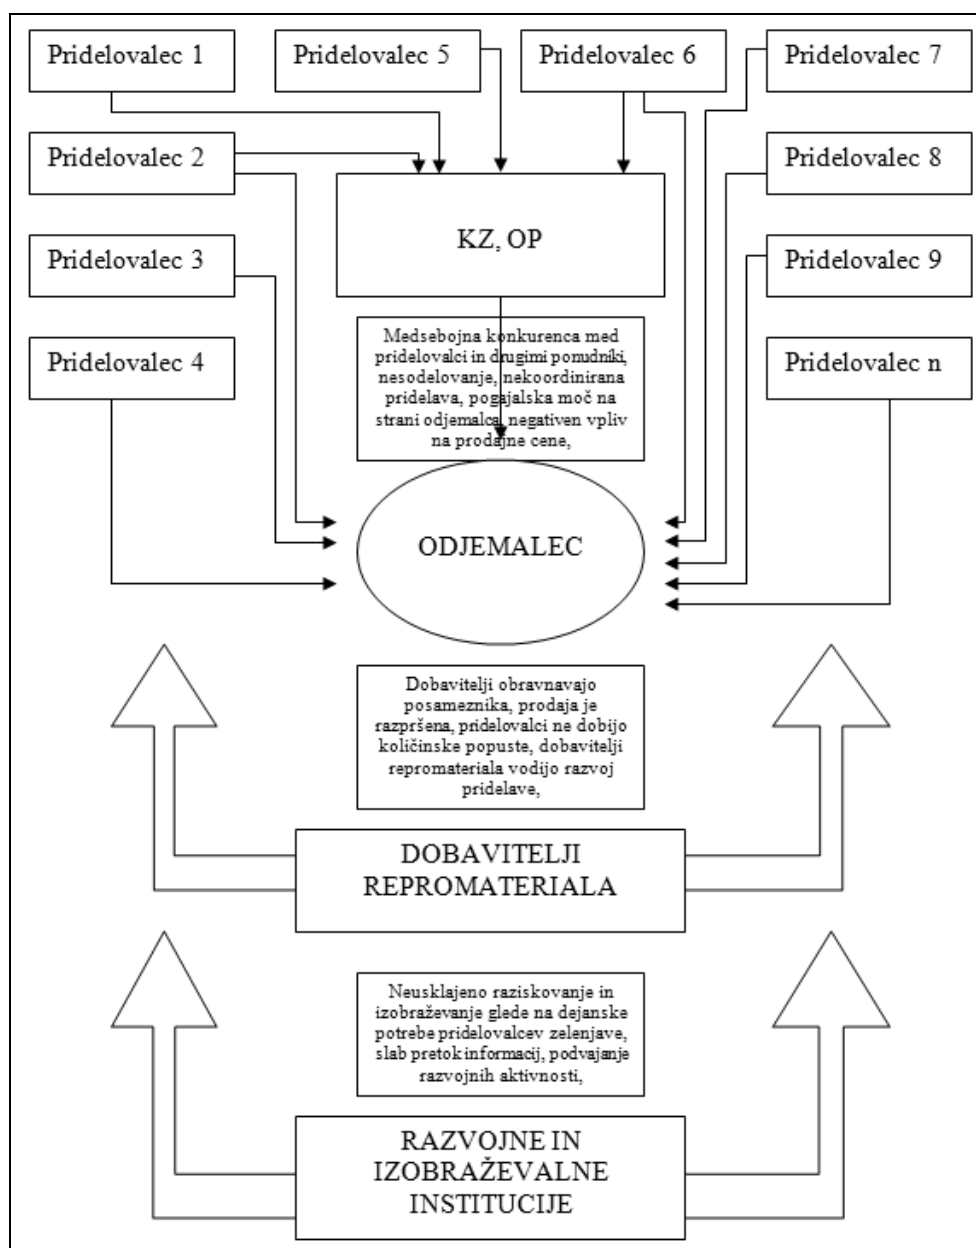 Pridelovalec 1
Pridelovalec 5
Pridelovalec 6
Pridelovalec 7
Pridelovalec 2
Pridelovalec 8
KZ, OP
Pridelovalec 3
Pridelovalec 9
Medsebojna konkurenca med
pridelovalci in drugimi ponudniki,
nesodelovanje, nekoordinirana
pridelava, pogajalska moč na
strani odjemalca, negativen vpliv
na prodajne cene,
Pridelovalec 4
Pridelovalec n
ODJEMALEC
Dobavitelji obravnavajo
posameznika, prodaja je
razpršena, pridelovalci ne dobijo
količinske popuste, dobavitelji
repromateriala vodijo razvoj
pridelave,
DOBAVITELJI
REPROMATERIALA
Neusklajeno raziskovanje in
izobraževanje glede na dejanske
potrebe pridelovalcev zelenjave,
slab pretok informacij, podvajanje
razvojnih aktivnosti,
RAZVOJNE IN
IZOBRAŽEVALNE
INSTITUCIJE